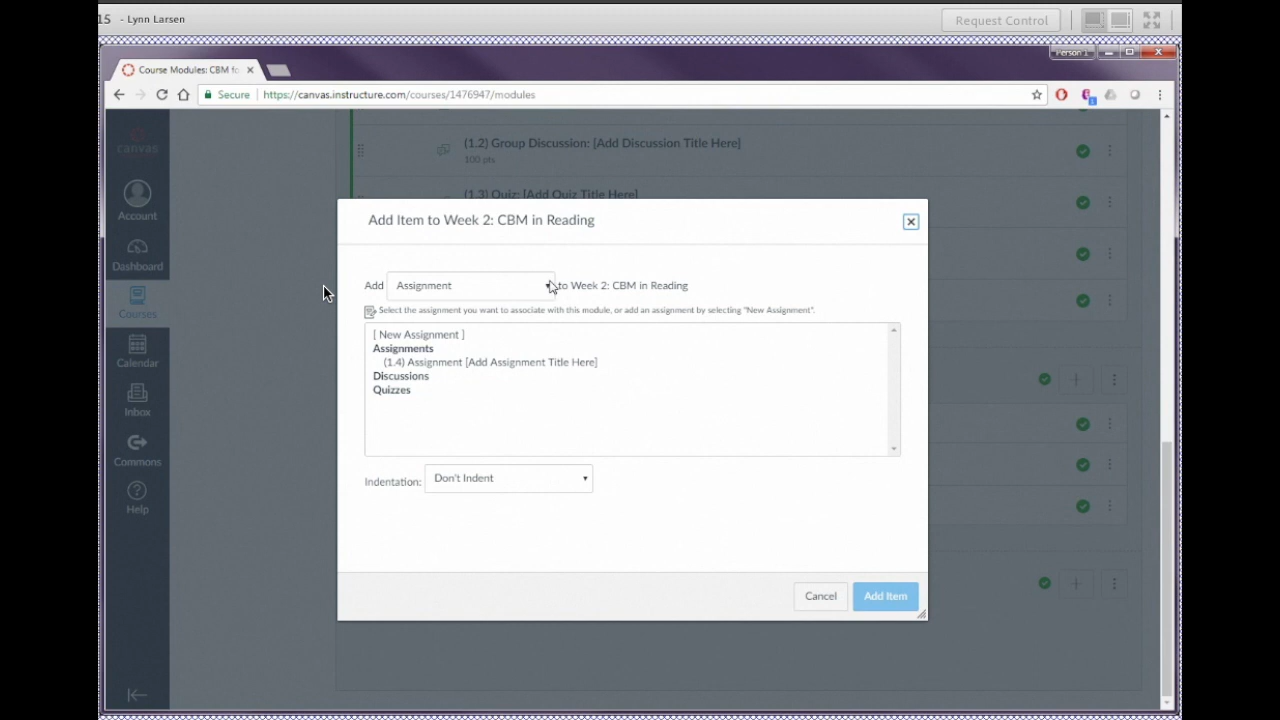 15 - Lynn Larsen
Request Control
Person 1
Course Modules: CBM fo
Secure https://canvas.instructure.com/courses/1476947/modules
canvas
Account
Dashboard
Courses
Calendar
Inbox
Commons
Help
(1.2) Group Discussion: [Add Discussion Title Here]
100 pts
(1.3) Quiz: [Add Quiz Title Here]
Add Item to Week 2: CBM in Reading
Add Assignment to Week 2: CBM in Reading
Select the assignment you want to associate with this module, or add an assignment by selecting "New Assignment".
[ New Assignment ]
Assignments
(1.4) Assignment [Add Assignment Title Here]
Discussions
Quizzes
Indentation: Don't Indent
Cancel
Add Item